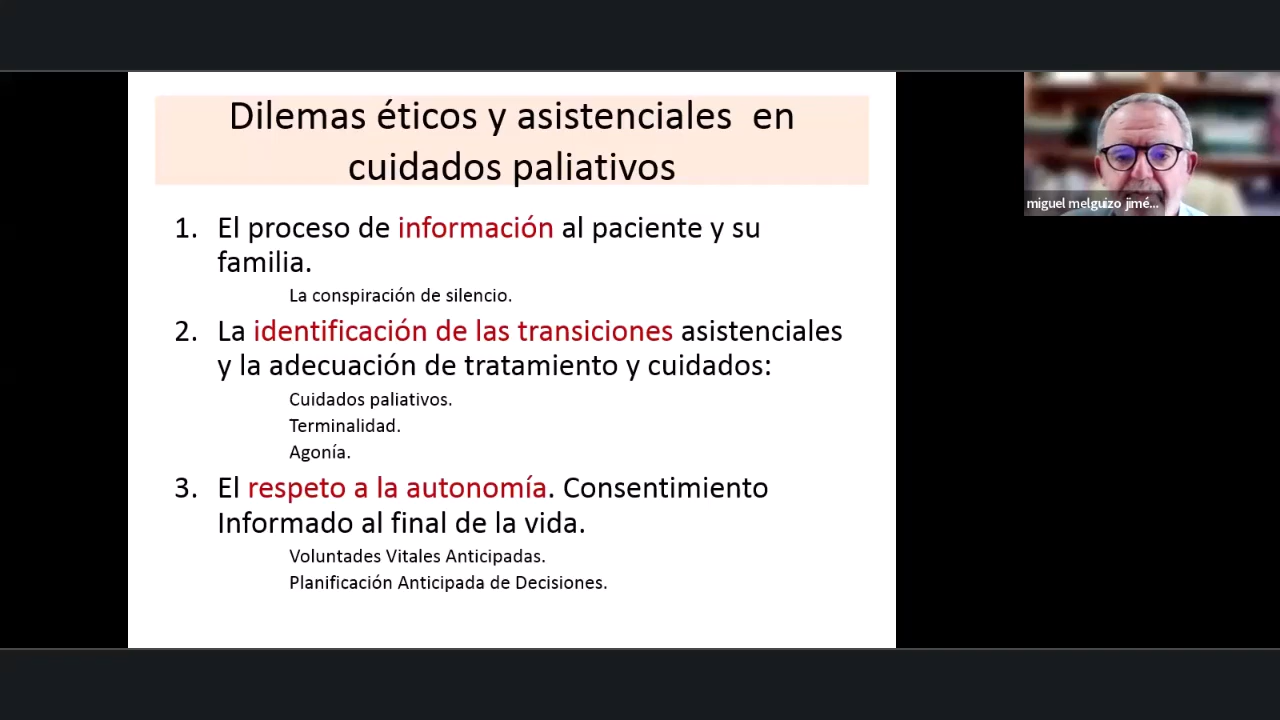 Dilemas éticos y asistenciales en
cuidados paliativos
1. El proceso de información al paciente y su
familia.
La conspiración de silencio.
2. La identificación de las transiciones asistenciales
y la adecuación de tratamiento y cuidados:
Cuidados paliativos.
Terminalidad.
Agonía.
3. El respeto a la autonomía. Consentimiento
Informado al final de la vida.
Voluntades Vitales Anticipadas.
Planificación Anticipada de Decisiones.
miguel melguizo jimé...